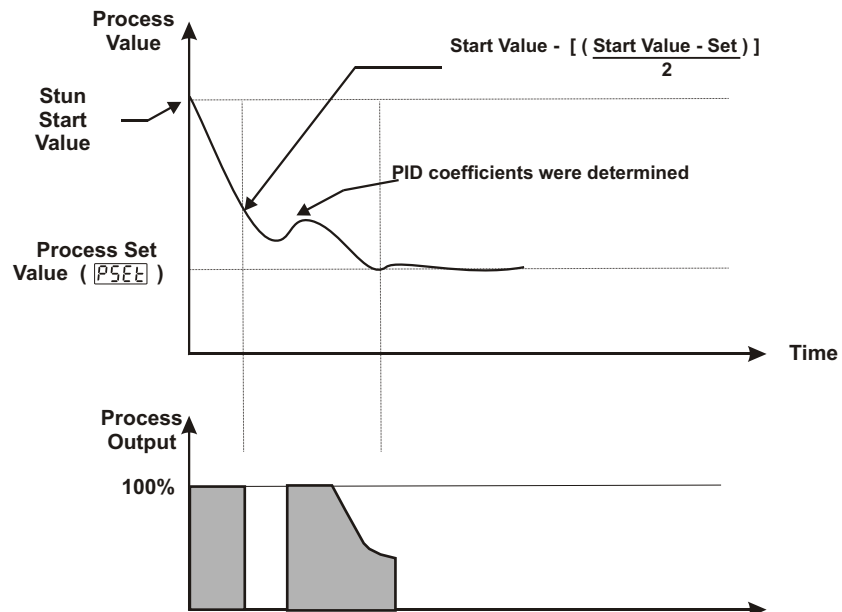 Process
Value
Start Value - [ ( Start Value - Set ) ]
2
Stun
Start
Value
PID coefficients were determined
Process Set
Value ( PSEt )
Time
Process
Output
100%